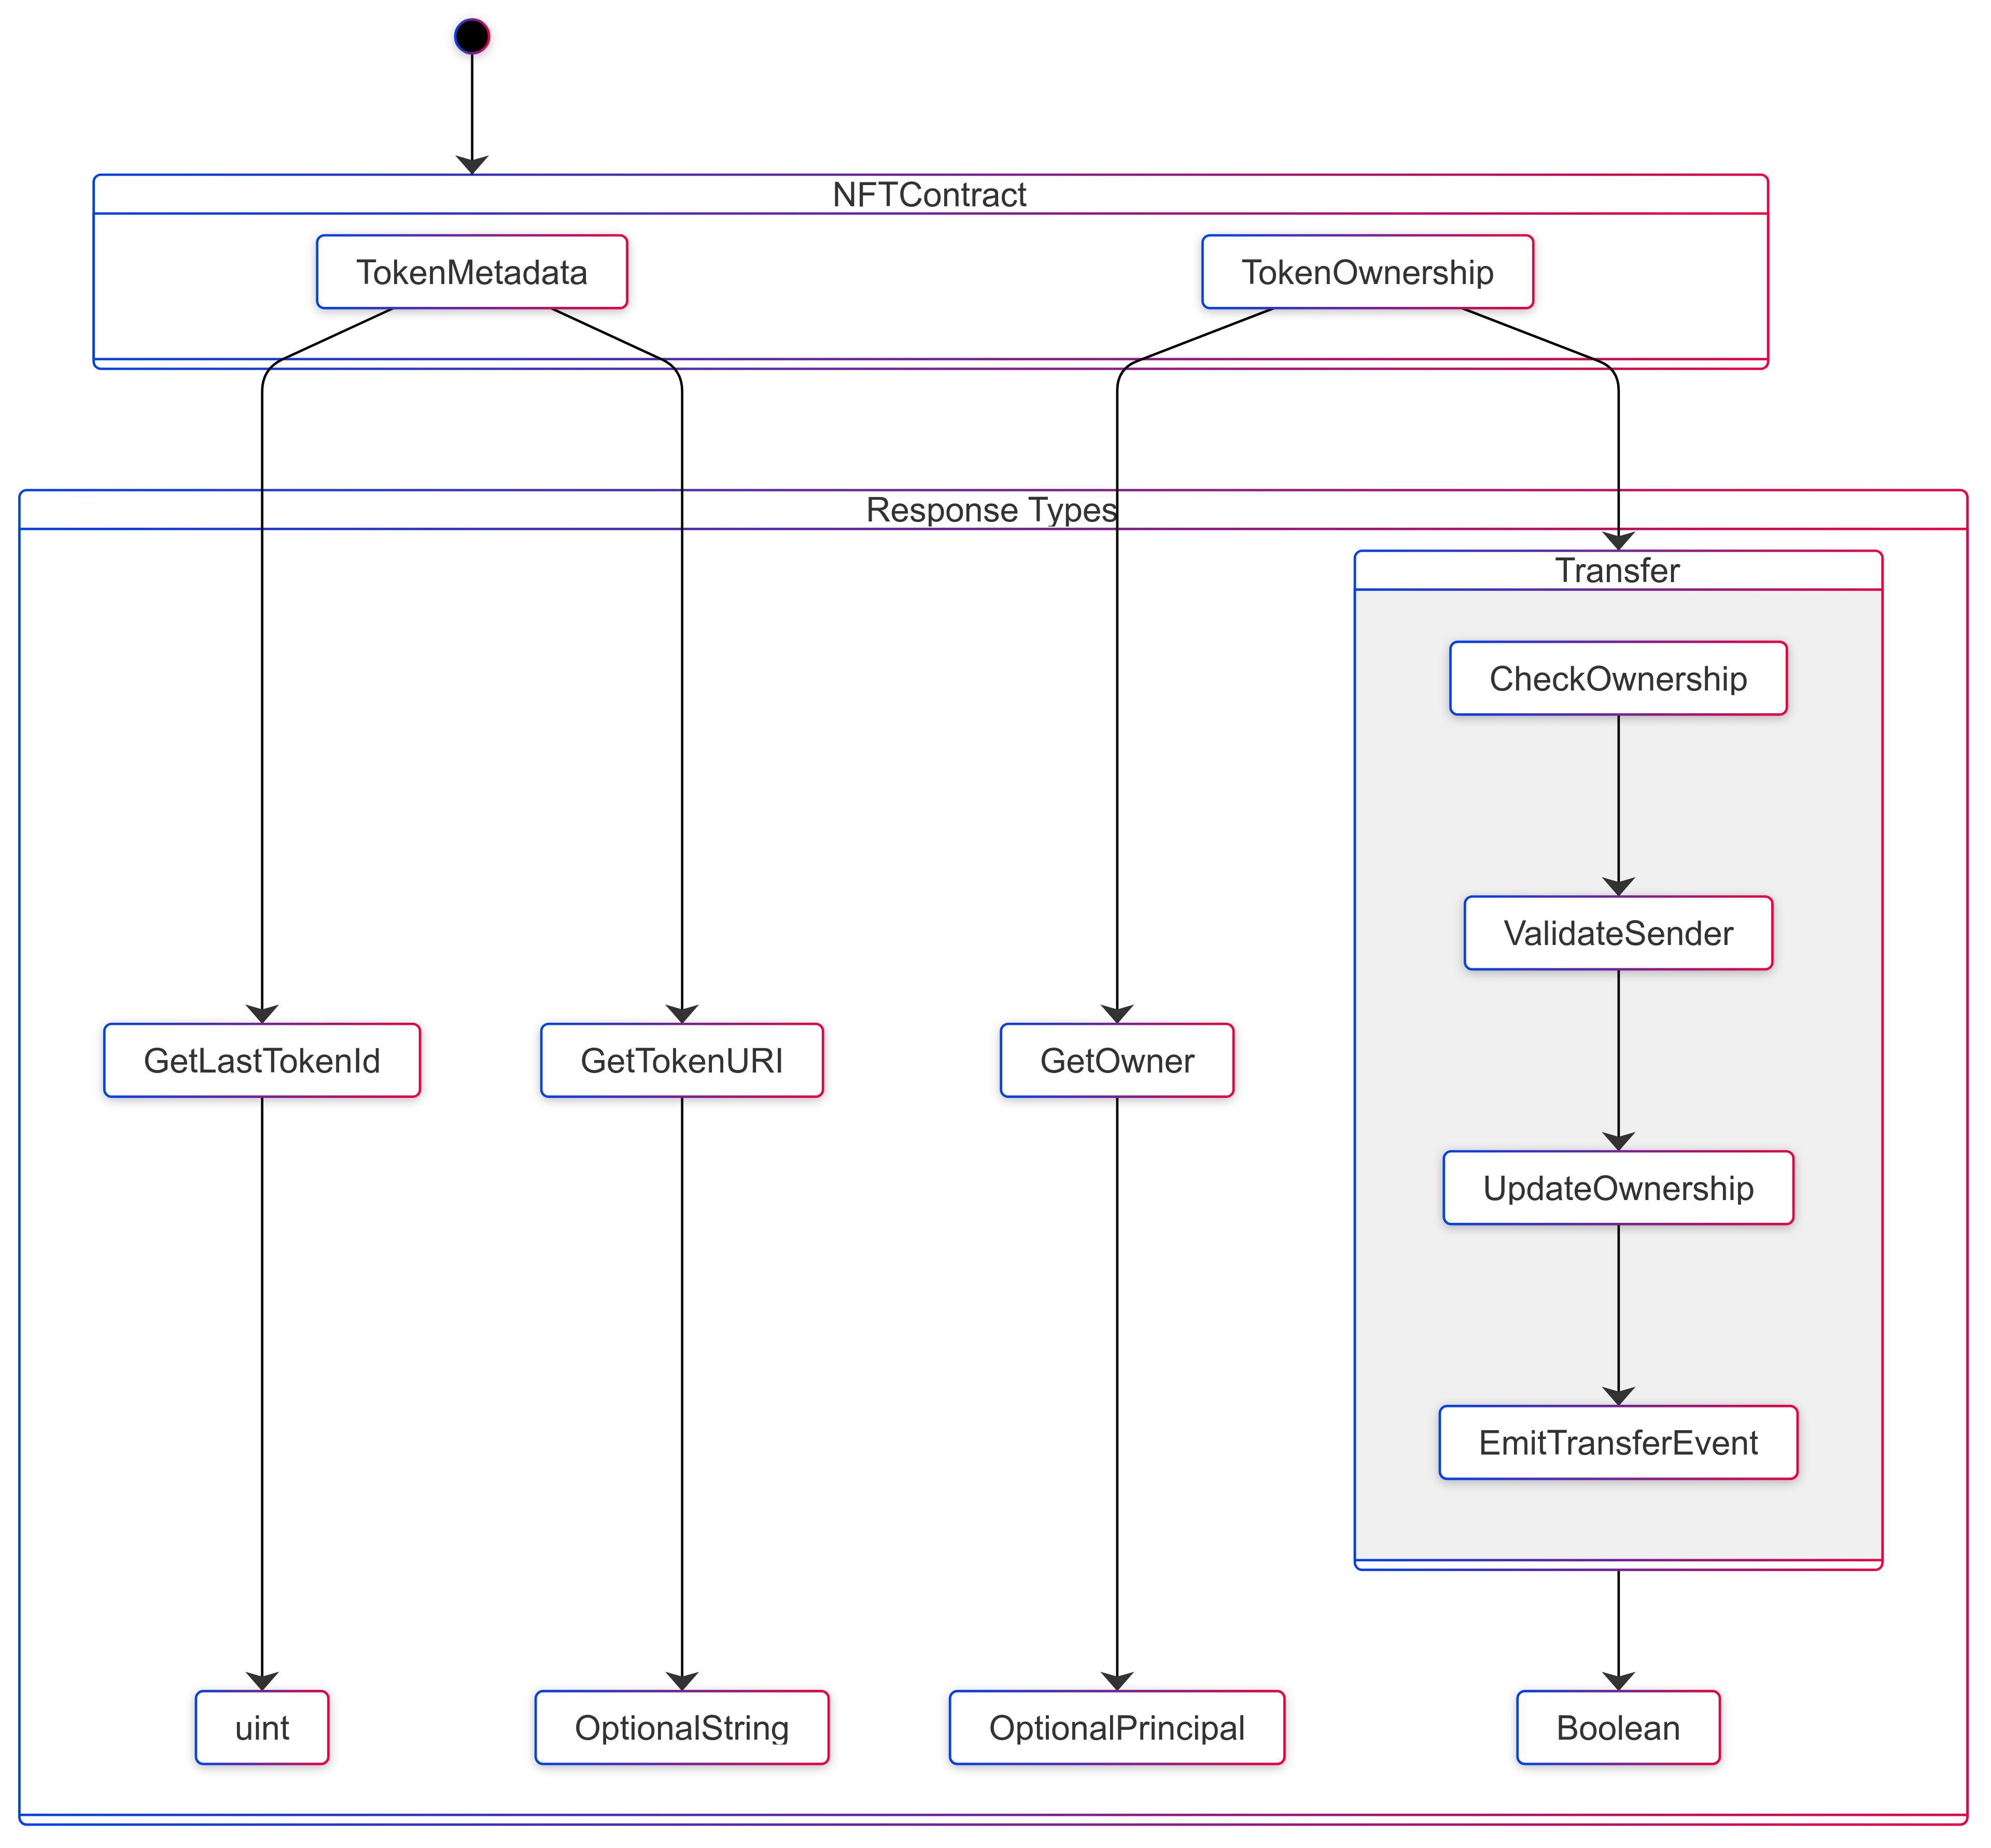 NFTContract
TokenMetadata
TokenOwnership
Response Types
Transfer
CheckOwnership
ValidateSender
GetLastTokenId
GetTokenURI
GetOwner
UpdateOwnership
EmitTransferEvent
uint
OptionalString
OptionalPrincipal
Boolean